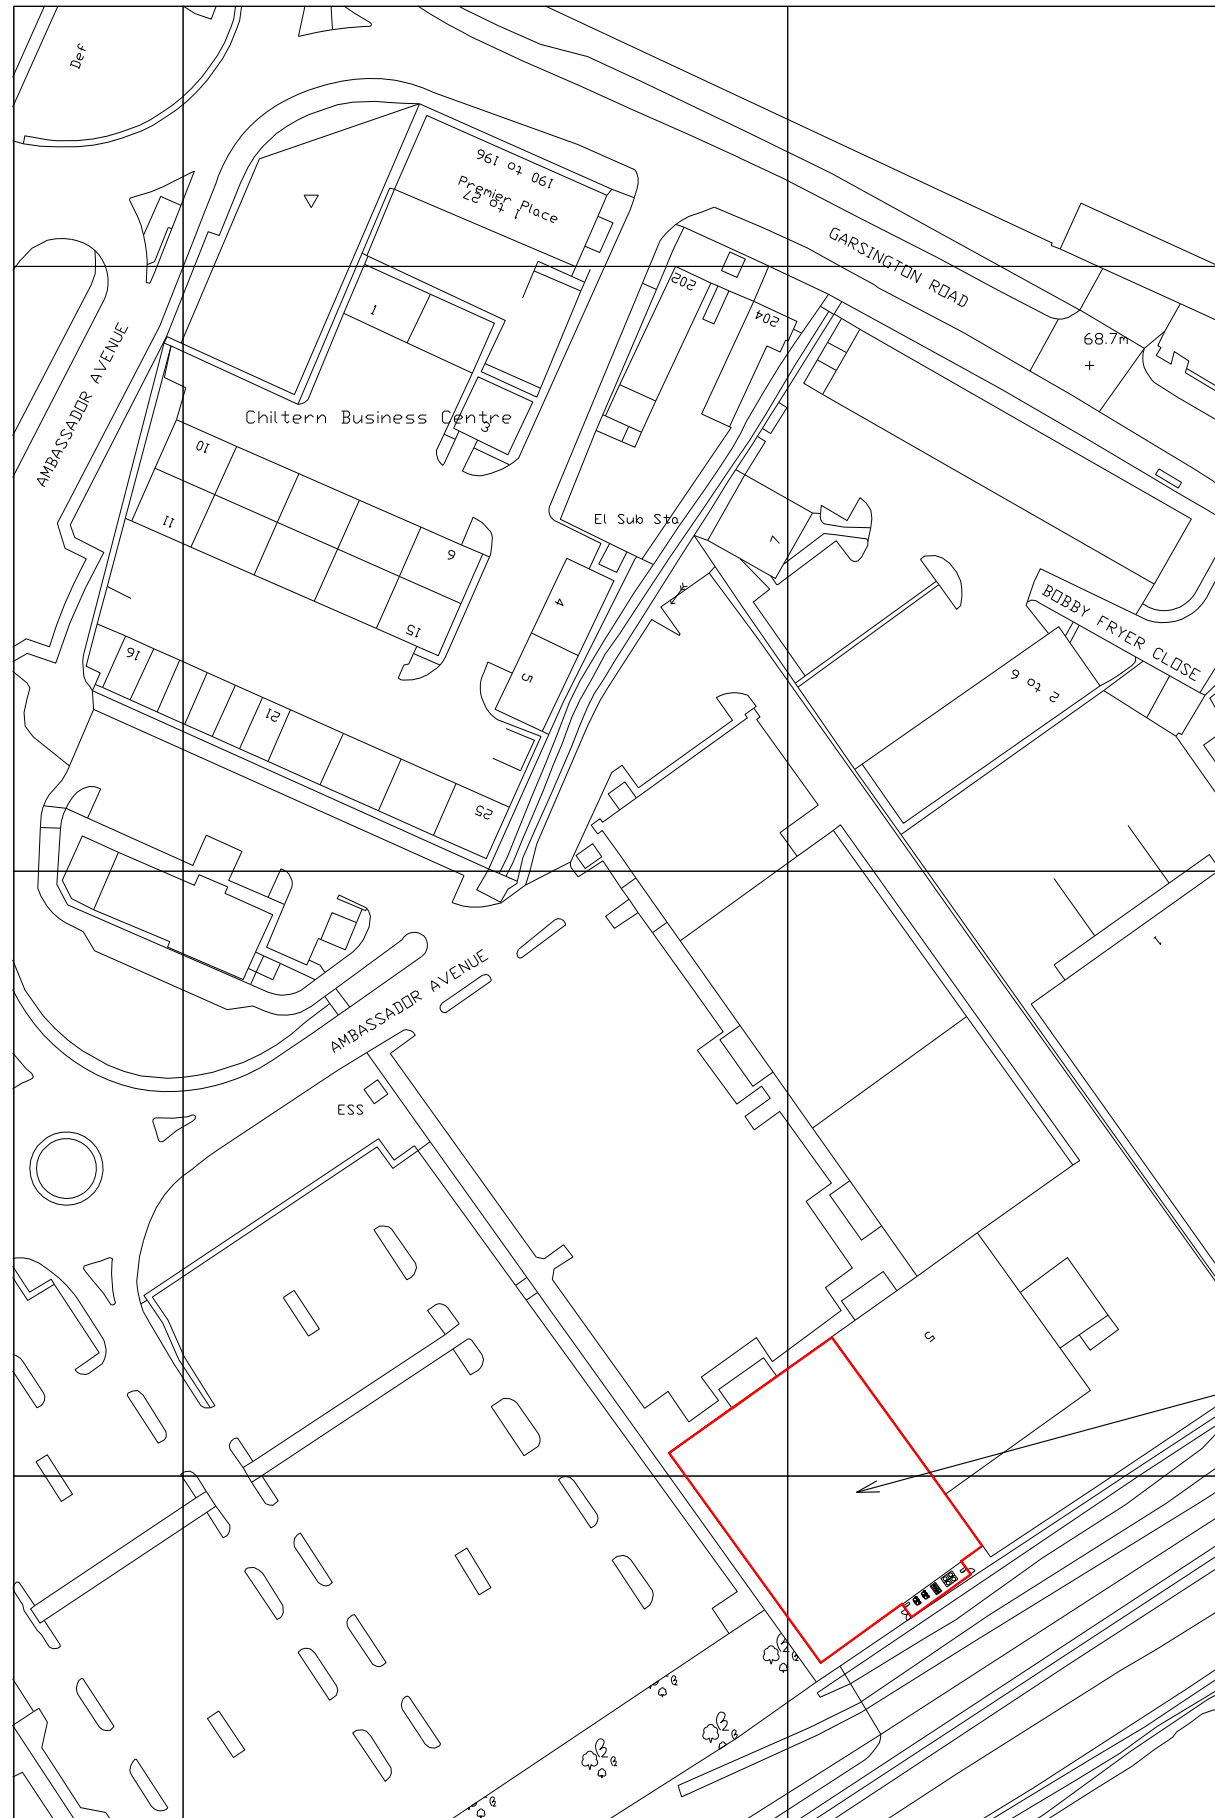 Def
190 to 196
Premier Place
1 to 27
GARSINGTON ROAD
202
204
68.7m
AMBASSADOR AVENUE
1
Chiltern Business Centre
3
10
11
El Sub Sta
7
6
4
15
BOBBY FRYER CLOSE
16
5
2 to 6
21
25
1
AMBASSADOR AVENUE
ESS
5